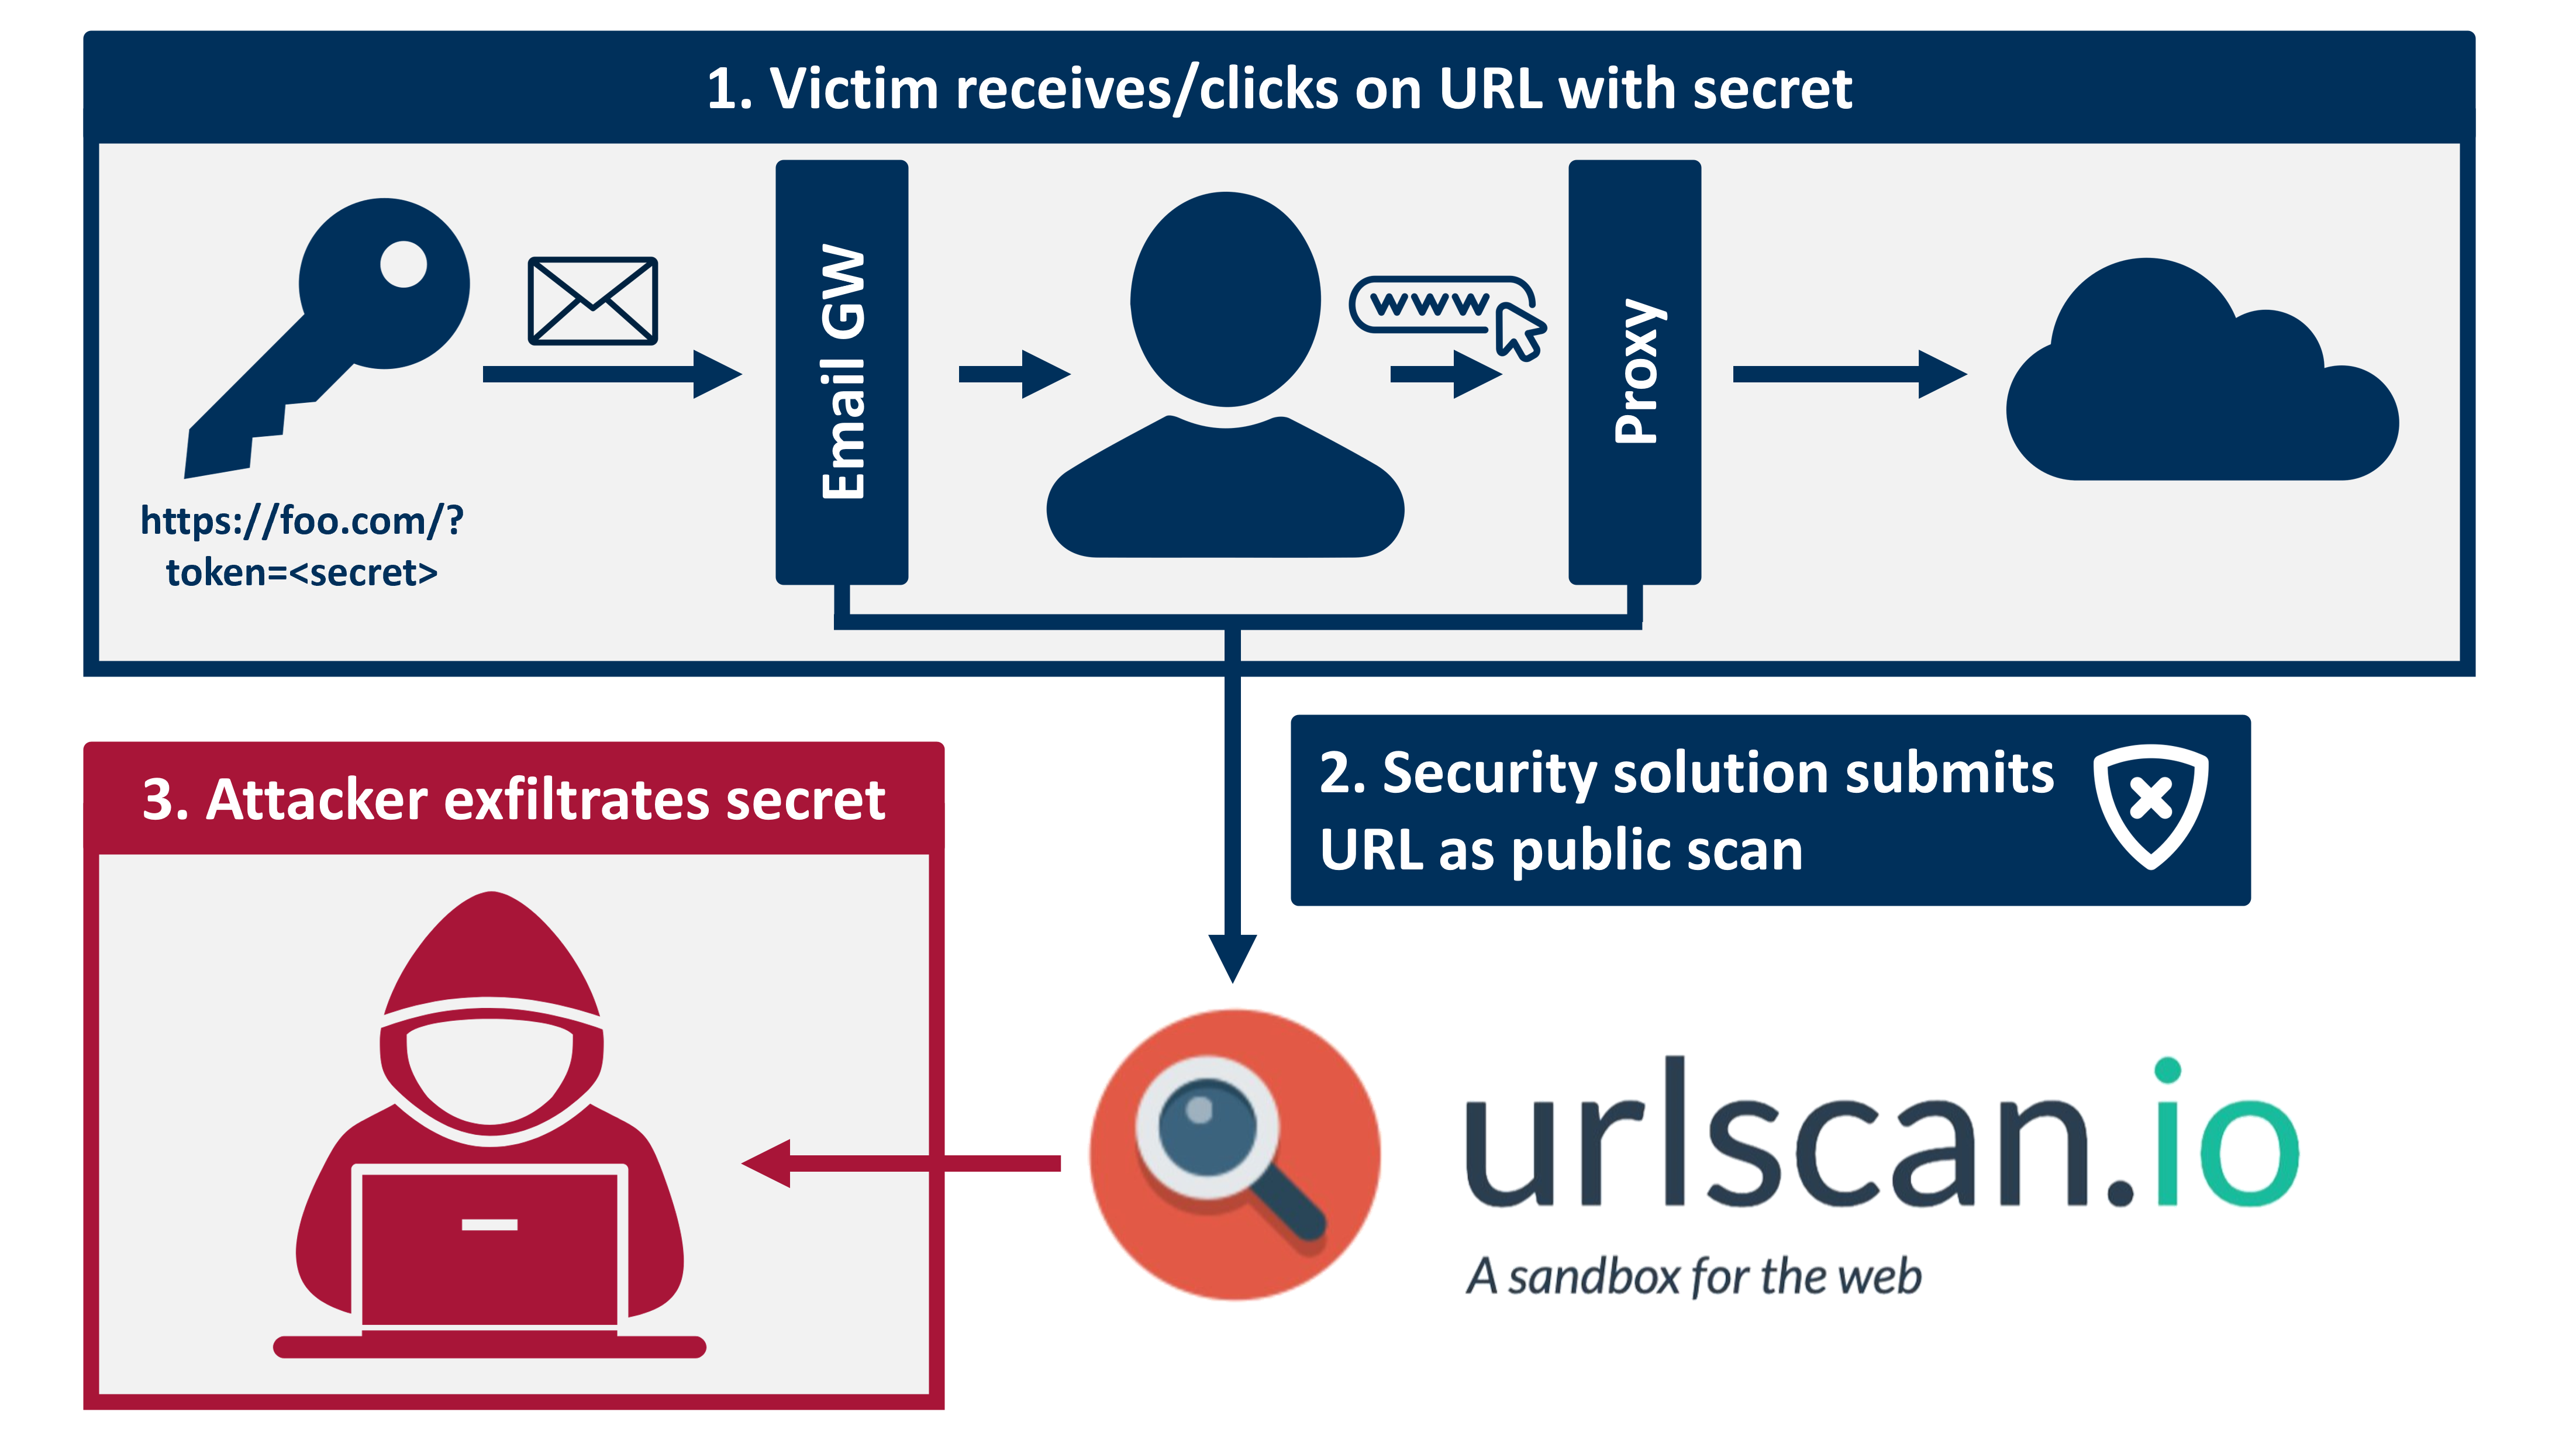 1. Victim receives/clicks on URL with secret
Email GW
www
Proxy
https://foo.com/?
token=<secret>
2. Security solution submits
URL as public scan
3. Attacker exfiltrates secret
urlscan.io
A sandbox for the web